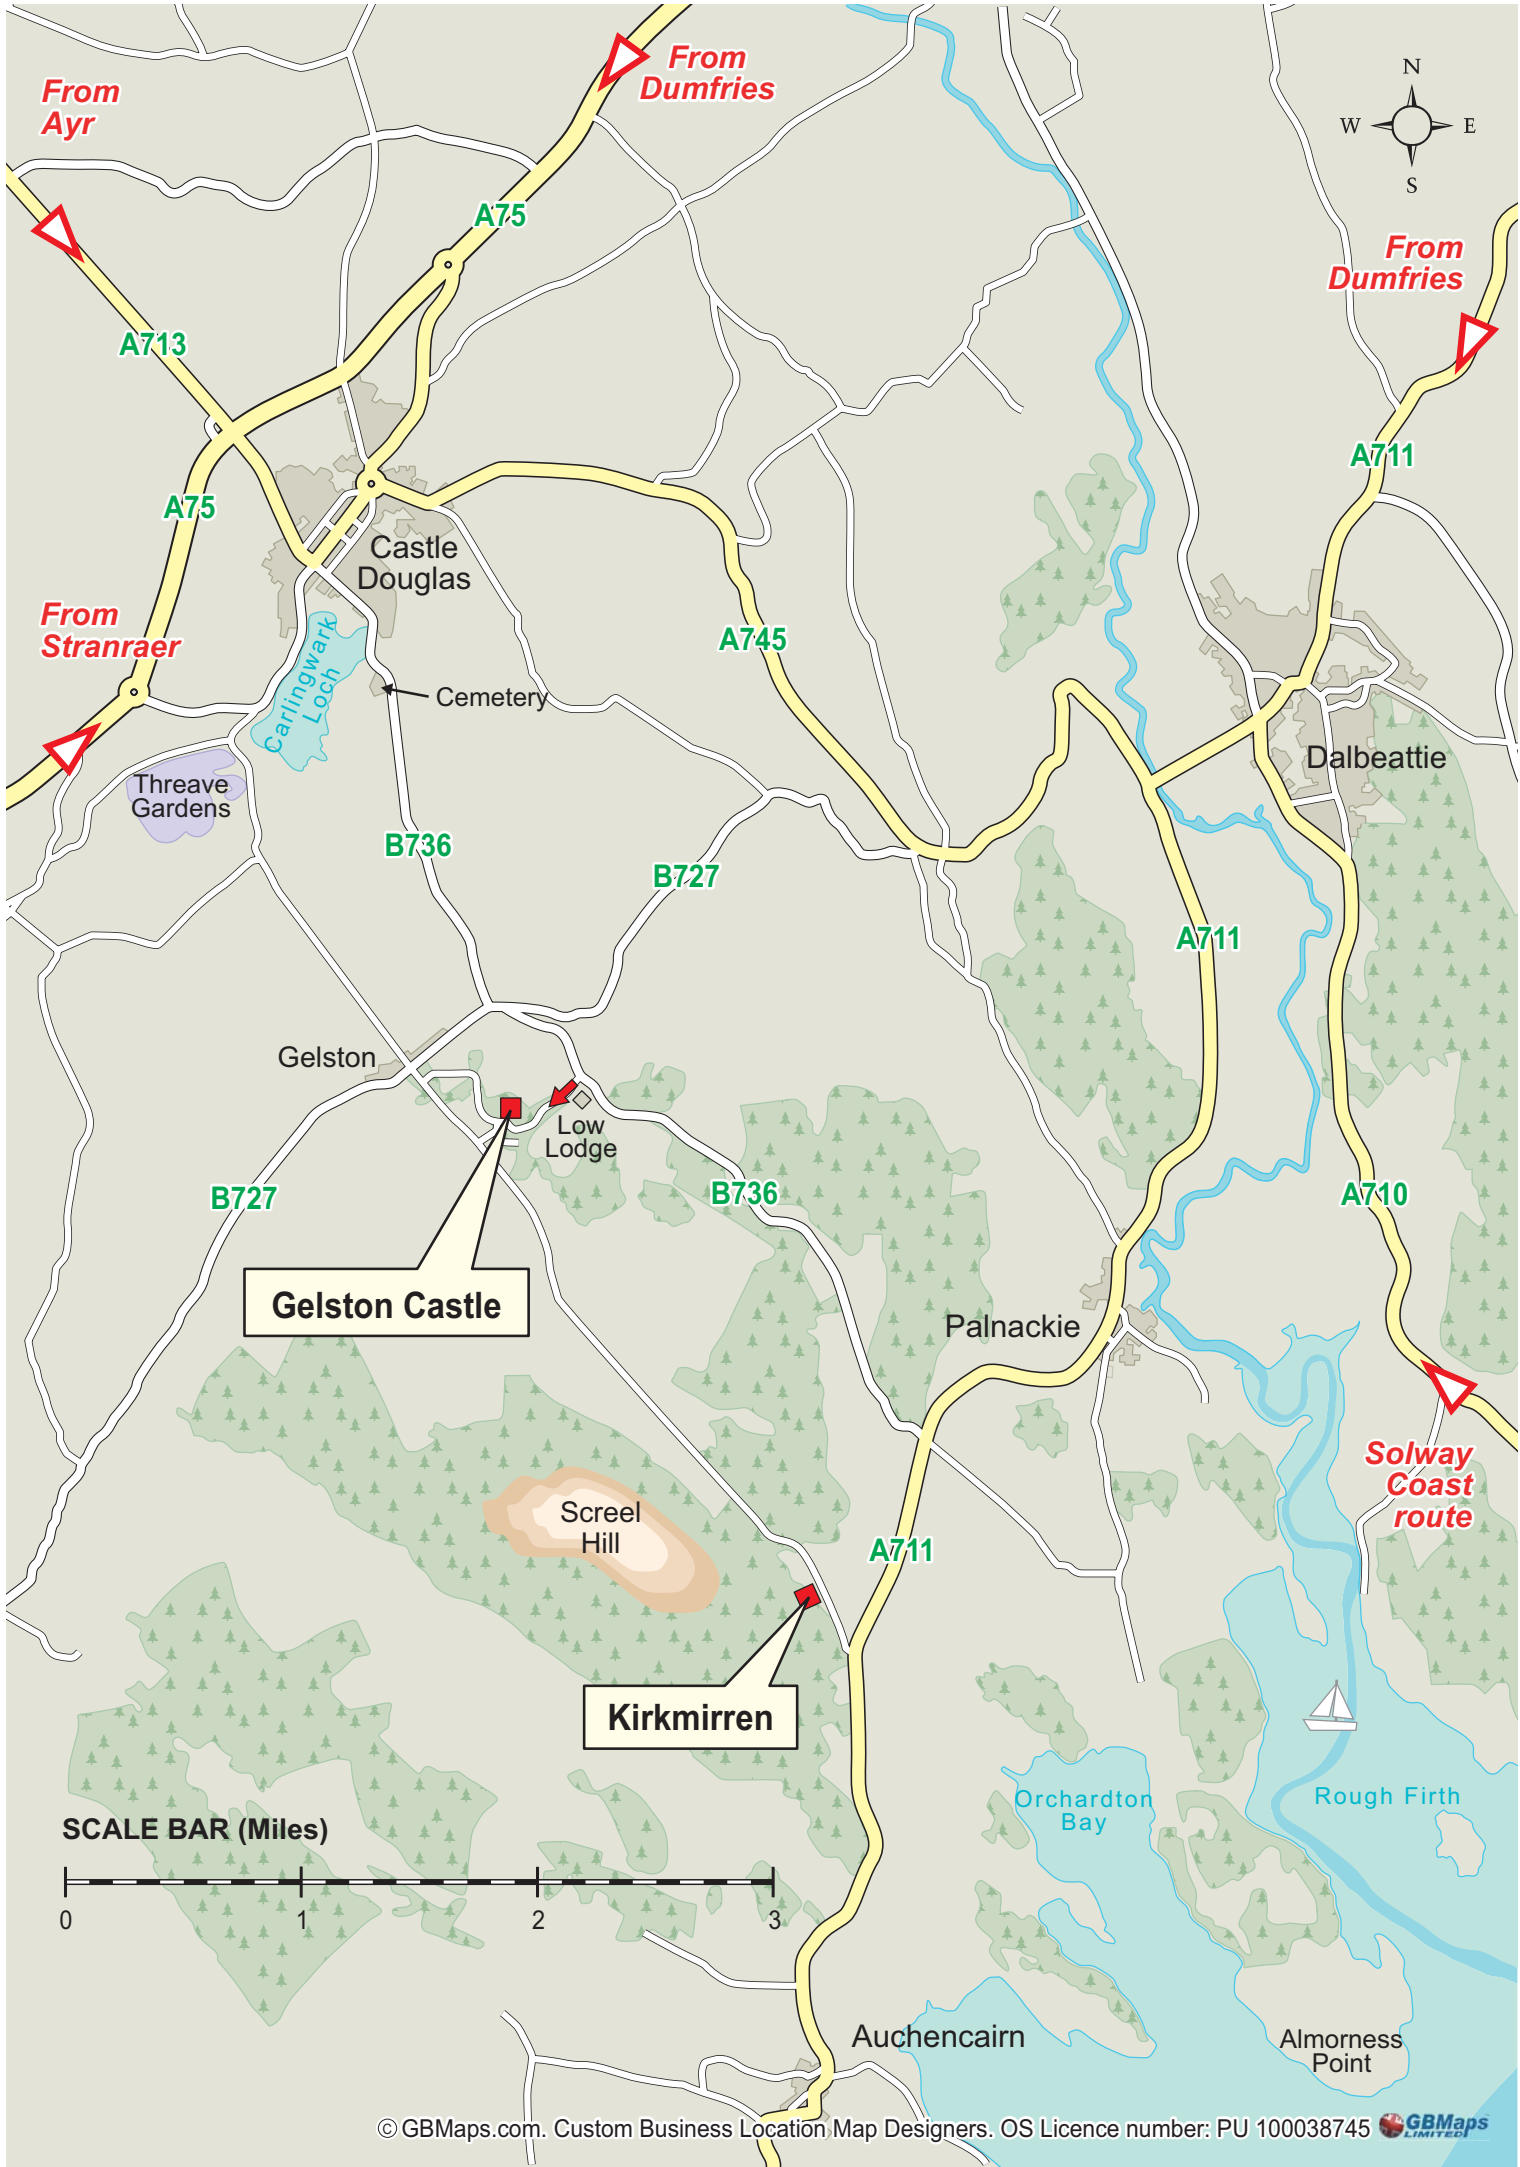 From
Ayr
From
Dumfries
N
W E
S
A75
From
Dumfries
A713
A711
A75
Castle
Douglas
From
Stranraer
Carlingwark
Loch
A745
Cemetery
Dalbeattie
Threave
Gardens
B736
B727
A711
Gelston
Low
Lodge
B727
B736
A710
Gelston Castle
Palnackie
Solway
Coast
route
Screel
Hill
A711
Kirkmirren
Orchardton
Bay
Rough Firth
SCALE BAR (Miles)
0 1 2 3
Auchencairn
Almorness
Point
© GBMaps.com. Custom Business Location Map Designers. OS Licence number: PU 100038745
GBMaps
LIMITED